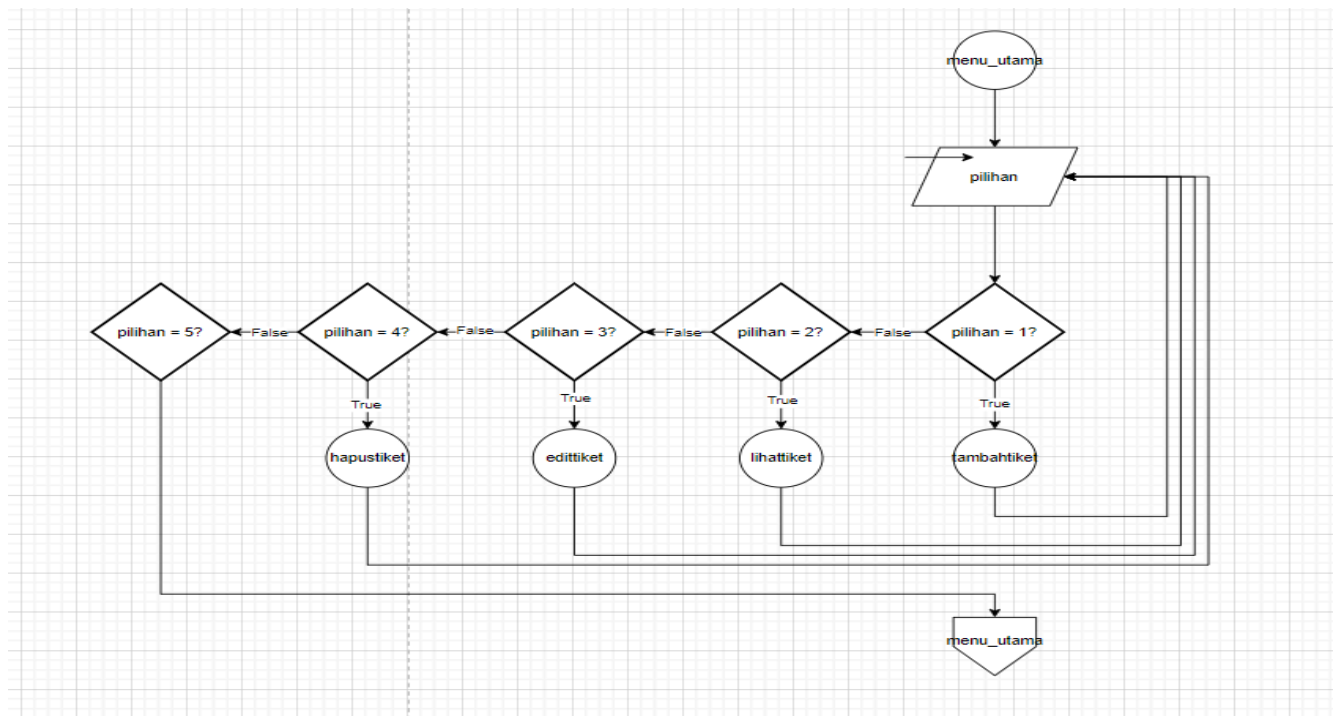 menu_utama
pilihan
pilihan = 5?
False
pilihan = 4?
False
pilihan = 3?
False
pilihan = 2?
False
pilihan = 1?
True
True
True
True
hapustiket
edittiket
lihattiket
tambahtiket
menu_utama